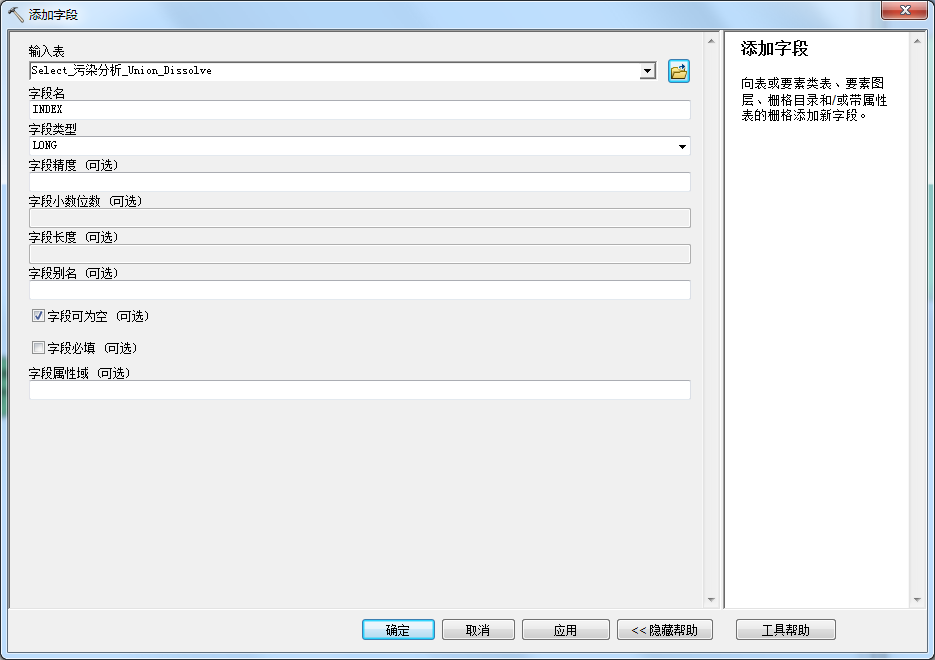 添加字段
输入表
Select_污染分析_Union_Dissolve
字段名
INDEX
字段类型
LONG
字段精度（可选）
字段小数位数（可选）
字段长度（可选）
字段别名（可选）
字段可为空（可选）
字段必填（可选）
字段属性域（可选）
添加字段
向表或要素类表、要素图
层、栅格目录和/或带属性
表的栅格添加新字段。
确定
取消
应用
<< 隐藏帮助
工具帮助